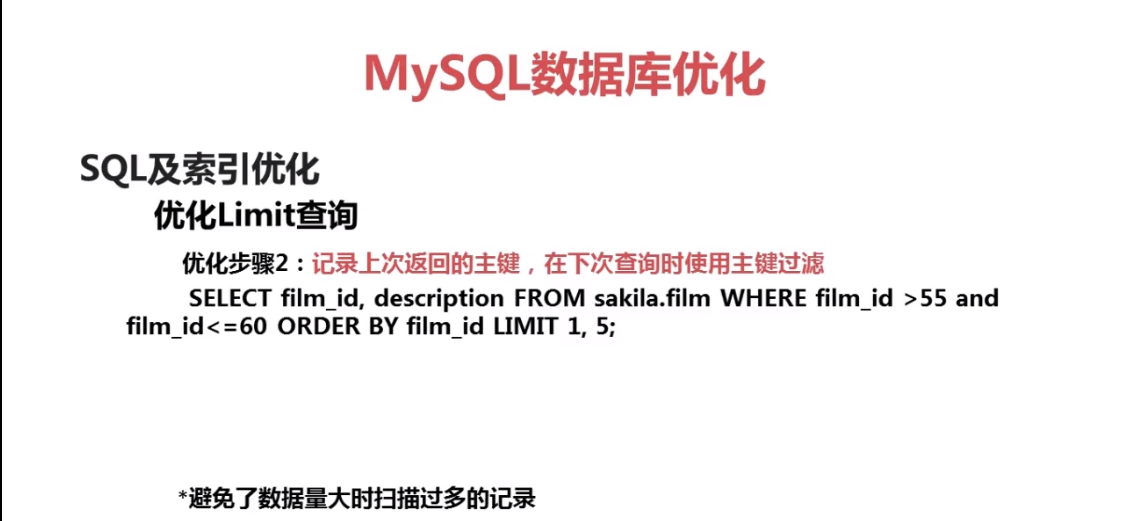 MySQL数据库优化
SQL及索引优化
优化Limit查询
优化步骤2：记录上次返回的主键，在下次查询时使用主键过滤
SELECT film_id, description FROM sakila.film WHERE film_id >55 and
film_id<=60 ORDER BY film_id LIMIT 1, 5;
*避免了数据量大时扫描过多的记录